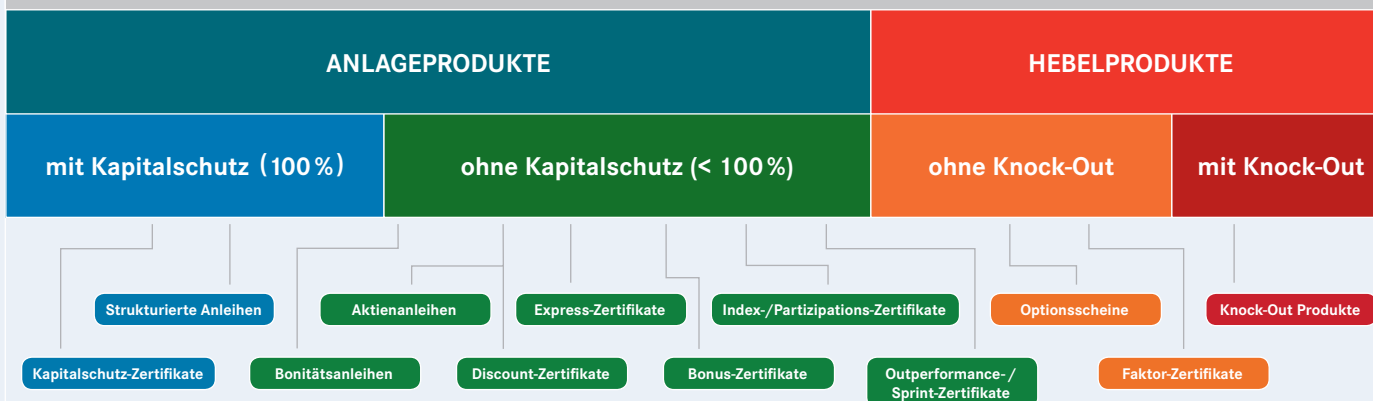 ANLAGEPRODUKTE
HEBELPRODUKTE
mit Kapitalschutz (100 %)
ohne Kapitalschutz (< 100 %)
ohne Knock-Out
mit Knock-Out
Strukturierte Anleihen
Aktienanleihen
Express-Zertifikate
Index-/Partizipations-Zertifikate
Optionsscheine
Knock-Out Produkte
Kapitalschutz-Zertifikate
Bonitätsanleihen
Discount-Zertifikate
Bonus-Zertifikate
Outperformance-/
Sprint-Zertifikate
Faktor-Zertifikate